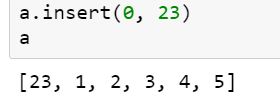 a.insert(0, 23)
a
[23, 1, 2, 3, 4, 5]